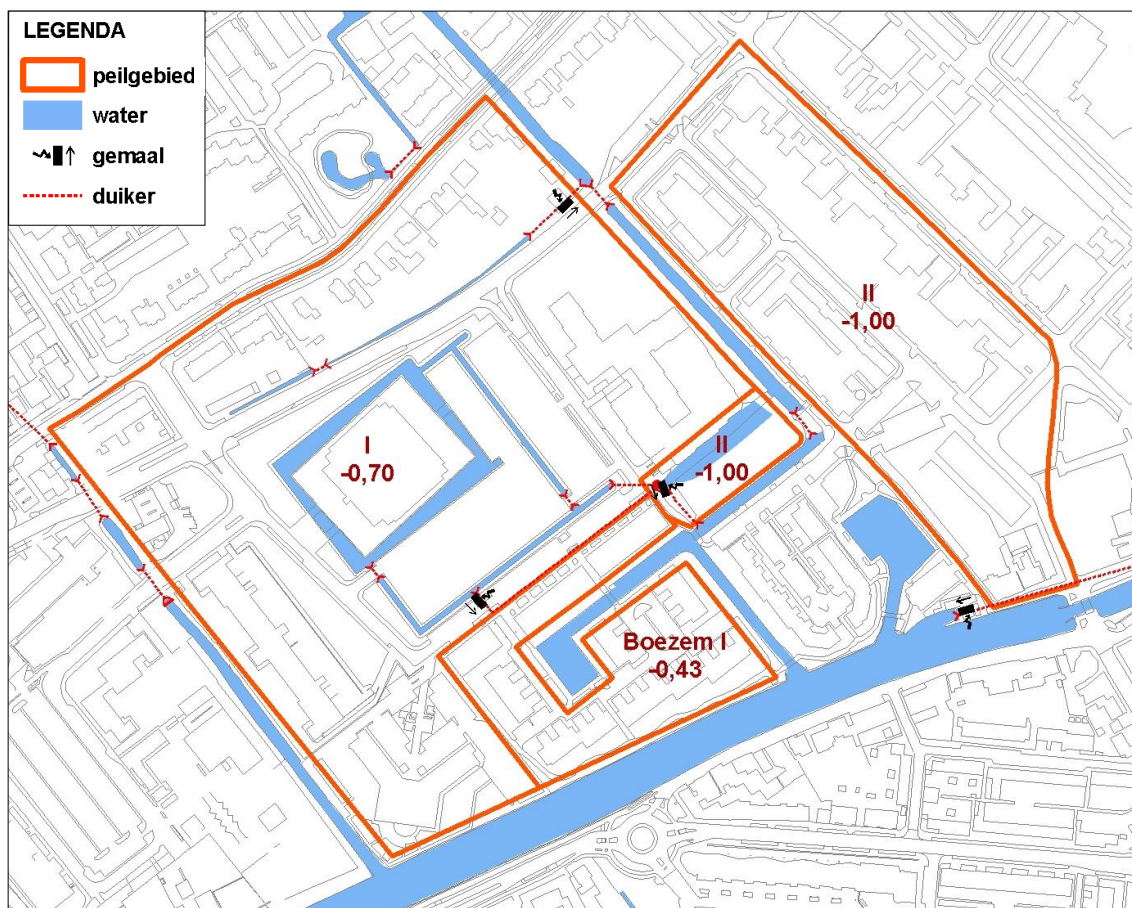 LEGENDA
peilgebied
water
gemaal
duiker
II
-1,00
I
-0,70
II
-1,00
Boezem I
-0,43